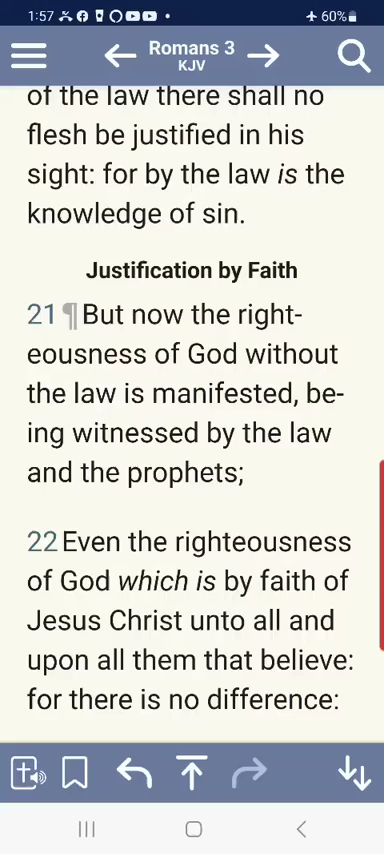 1:57
60%
Romans 3
KJV
of the law there shall no
flesh be justified in his
sight: for by the law is the
knowledge of sin.
Justification by Faith
21 ¶ But now the right-
eousness of God without
the law is manifested, be-
ing witnessed by the law
and the prophets;
22 Even the righteousness
of God which is by faith of
Jesus Christ unto all and
upon all them that believe:
for there is no difference: